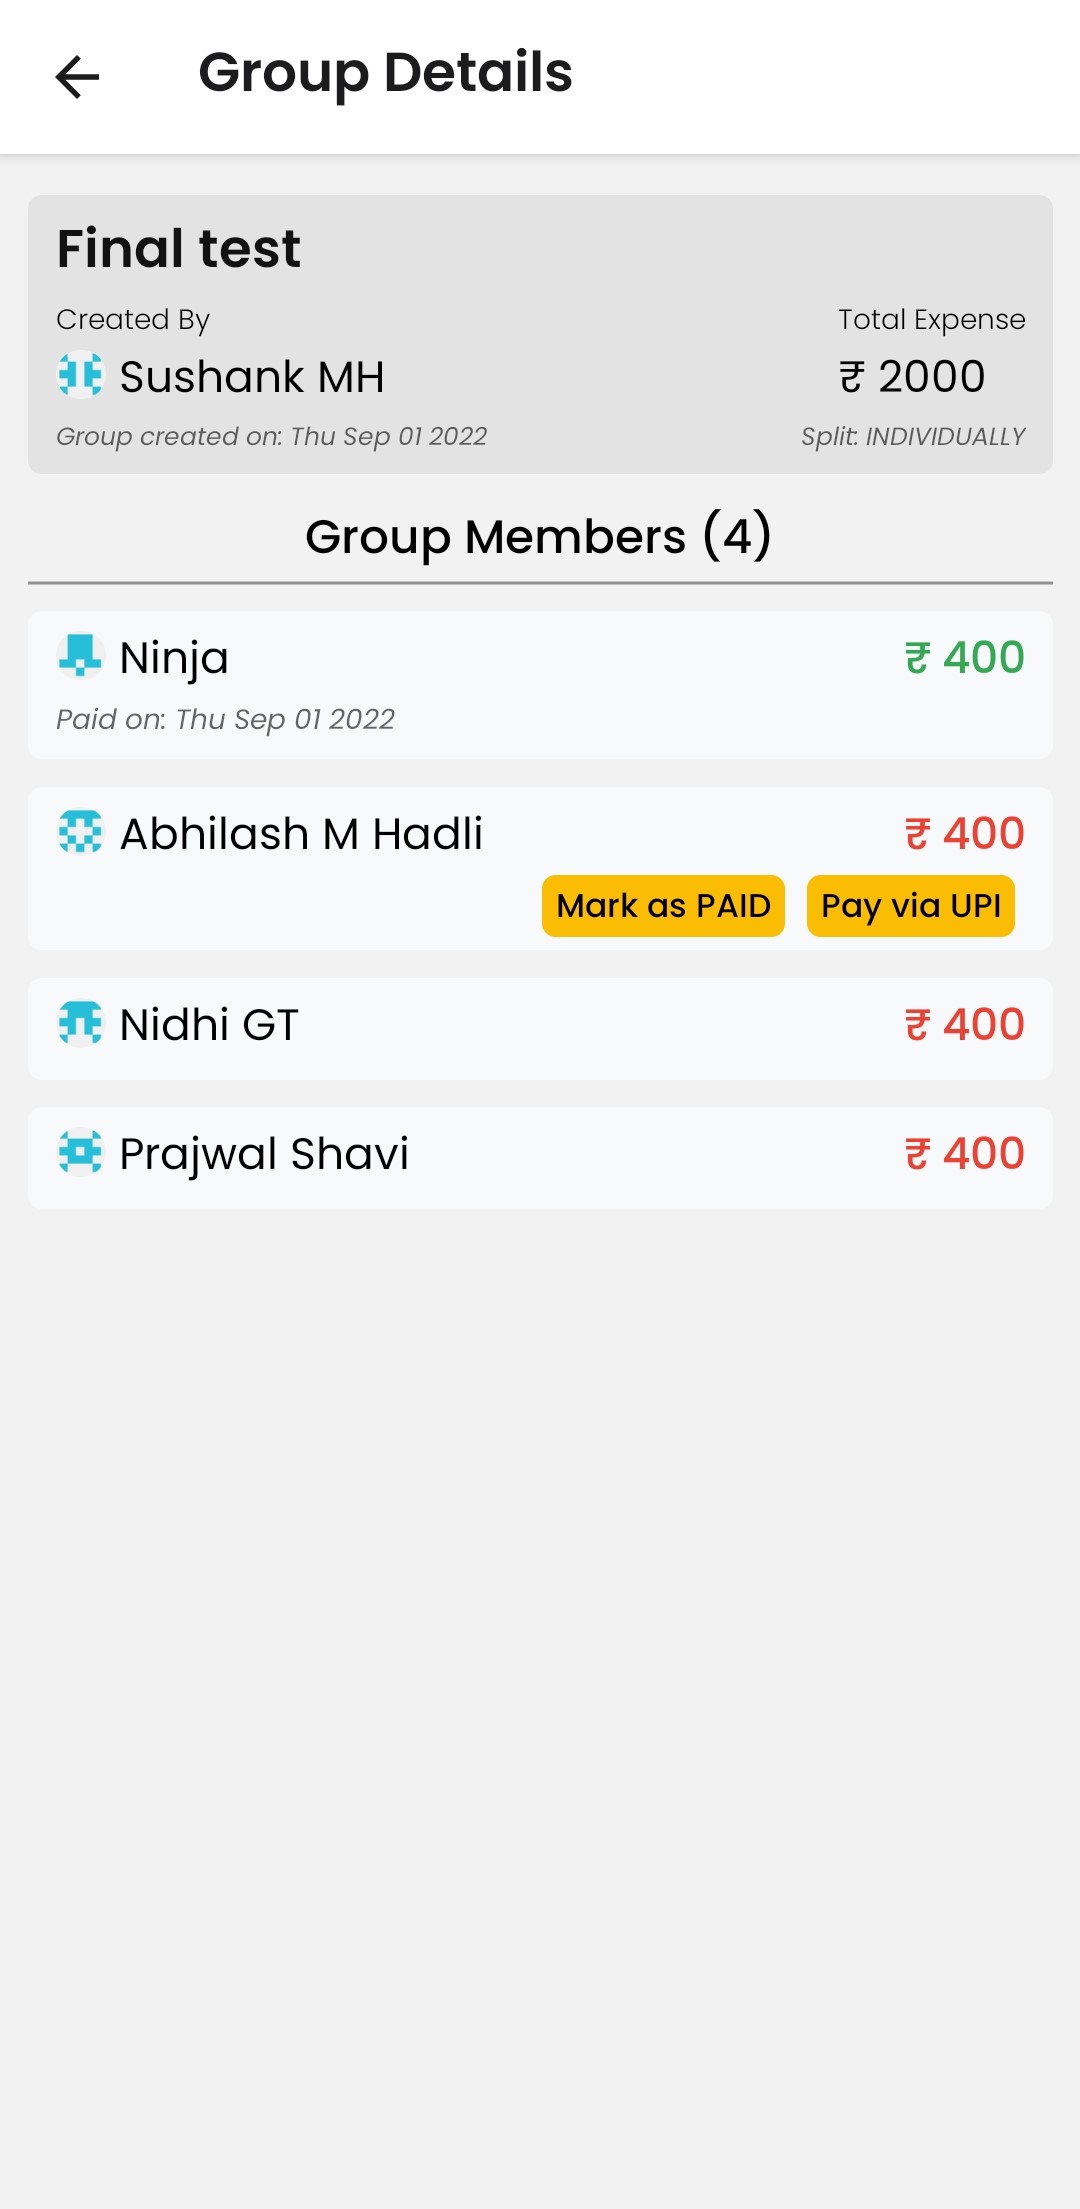 Group Details
Final test
Created By
Total Expense
Sushank MH
₹ 2000
Group created on: Thu Sep 01 2022
Split: INDIVIDUALLY
Group Members (4)
Ninja
₹ 400
Paid on: Thu Sep 01 2022
Abhilash M Hadli
₹ 400
Mark as PAID
Pay via UPI
Nidhi GT
₹ 400
Prajwal Shavi
₹ 400